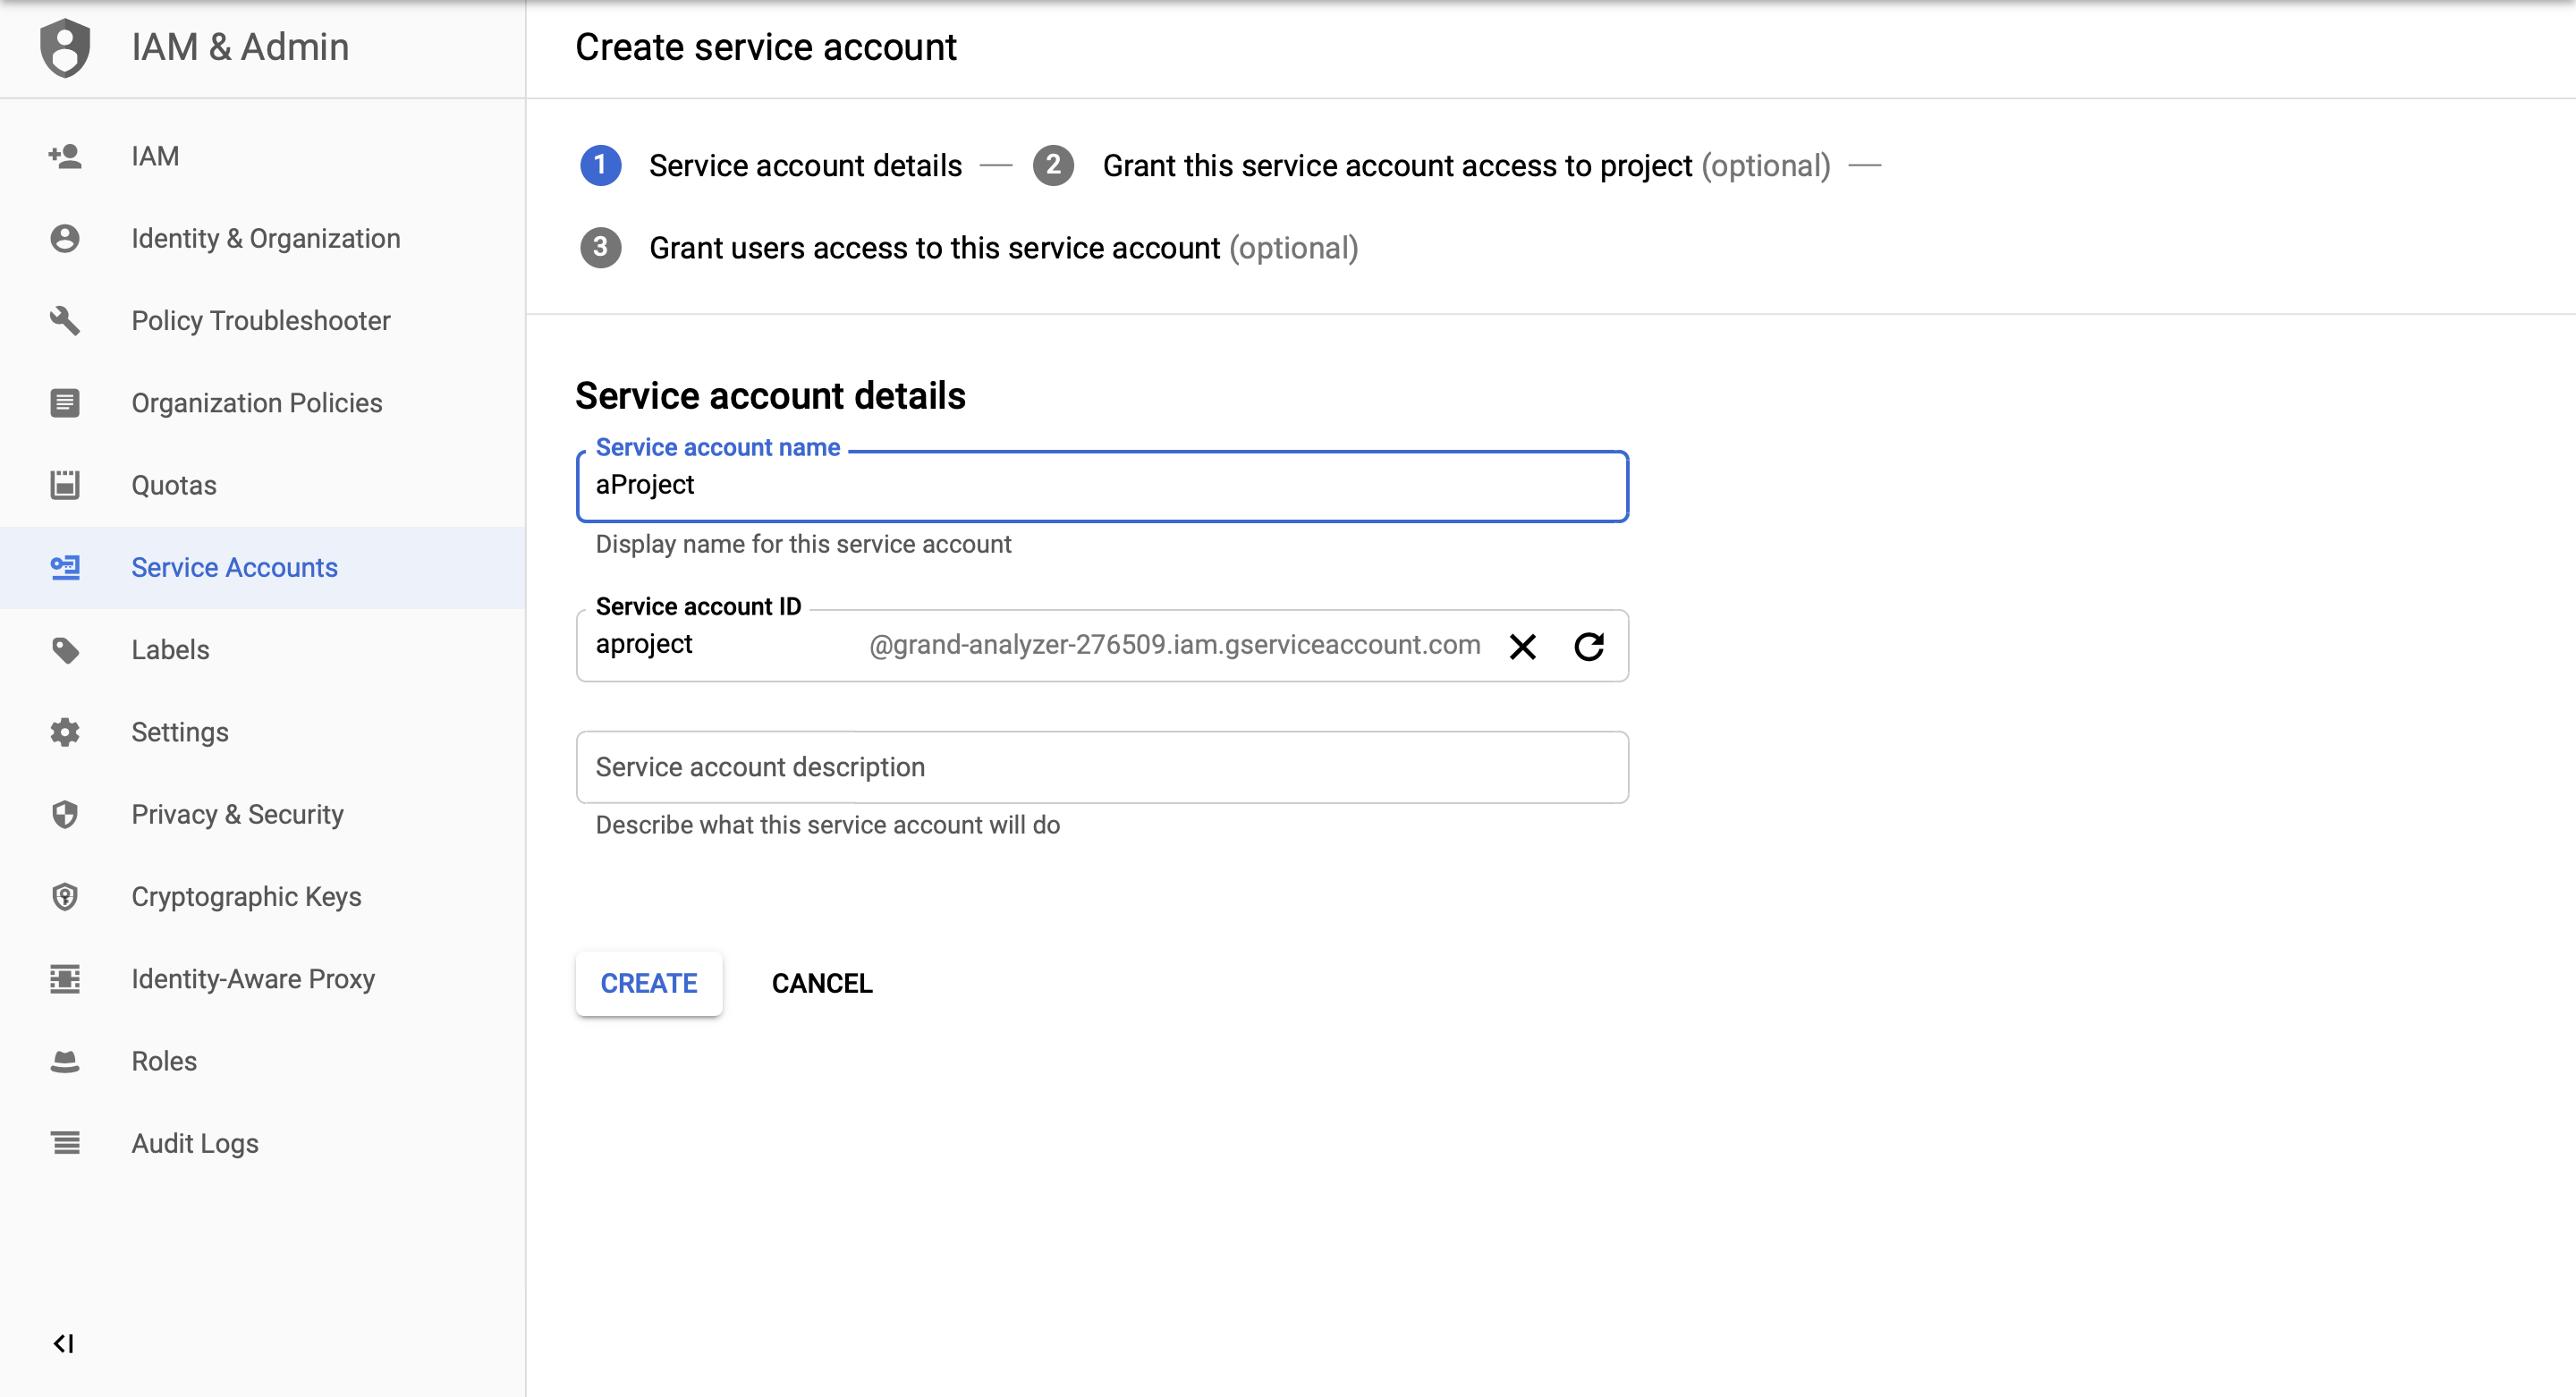 IAM & Admin
IAM
Identity & Organization
Policy Troubleshooter
Organization Policies
Quotas
Service Accounts
Labels
Settings
Privacy & Security
Cryptographic Keys
Identity-Aware Proxy
Roles
Audit Logs
Create service account
1 Service account details — 2 Grant this service account access to project (optional) —
3 Grant users access to this service account (optional)
Service account details
Service account name
aProject
Display name for this service account
Service account ID
aproject @grand-analyzer-276509.iam.gserviceaccount.com
Service account description
Describe what this service account will do
CREATE CANCEL